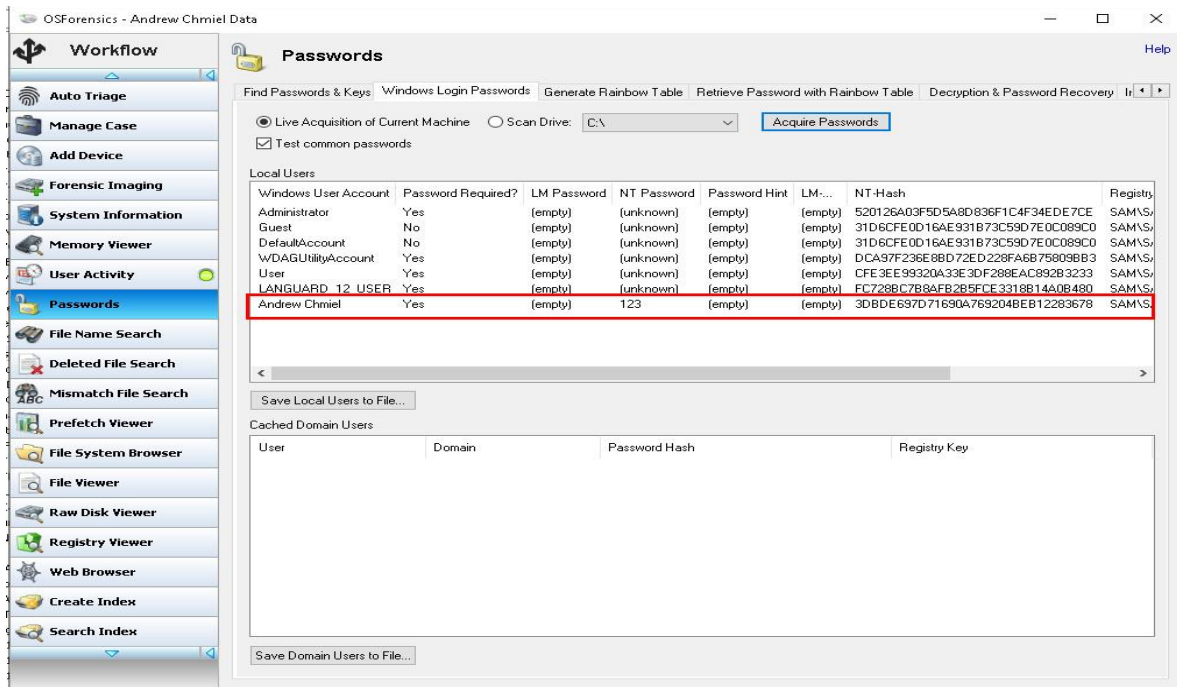 OSForensics - Andrew Chmiel Data
Workflow
Auto Triage
Manage Case
Add Device
Forensic Imaging
System Information
Memory Viewer
User Activity
Passwords
File Name Search
Deleted File Search
Mismatch File Search
Prefetch Viewer
File System Browser
File Viewer
Raw Disk Viewer
Registry Viewer
Web Browser
Create Index
Search Index
Passwords
Help
Find Passwords & Keys Windows Login Passwords Generate Rainbow Table Retrieve Password with Rainbow Table Decryption & Password Recovery
Live Acquisition of Current Machine Scan Drive: C:\ Acquire Passwords
Test common passwords
Local Users
Windows User Account Password Required? LM Password NT Password Password Hint LM-... NT-Hash Registry
Administrator Yes (empty) (unknown) (empty) (empty) 520126A03F5D5A8D836F1C4F34EDE7CE SAM\S
Guest No (empty) (unknown) (empty) (empty) 31D6CFE0D16AE931B73C59D7E0C089C0 SAM\S
DefaultAccount No (empty) (unknown) (empty) (empty) 31D6CFE0D16AE931B73C59D7E0C089C0 SAM\S
WDAGUtilityAccount Yes (empty) (unknown) (empty) (empty) DCA97F236E8BD72ED228FA6B75809BB3 SAM\S
User Yes (empty) (unknown) (empty) (empty) CFE3EE99320A33E3DF288EAC892B3233 SAM\S
LANGUARD_12_USER Yes (empty) (unknown) (empty) (empty) FC728BC7B8AFB2B5FCE3318B14A0B480 SAM\S
Andrew Chmiel Yes (empty) 123 (empty) (empty) 3DBDE697D71690A769204BEB12283678 SAM\S
Save Local Users to File...
Cached Domain Users
User Domain Password Hash Registry Key
Save Domain Users to File...